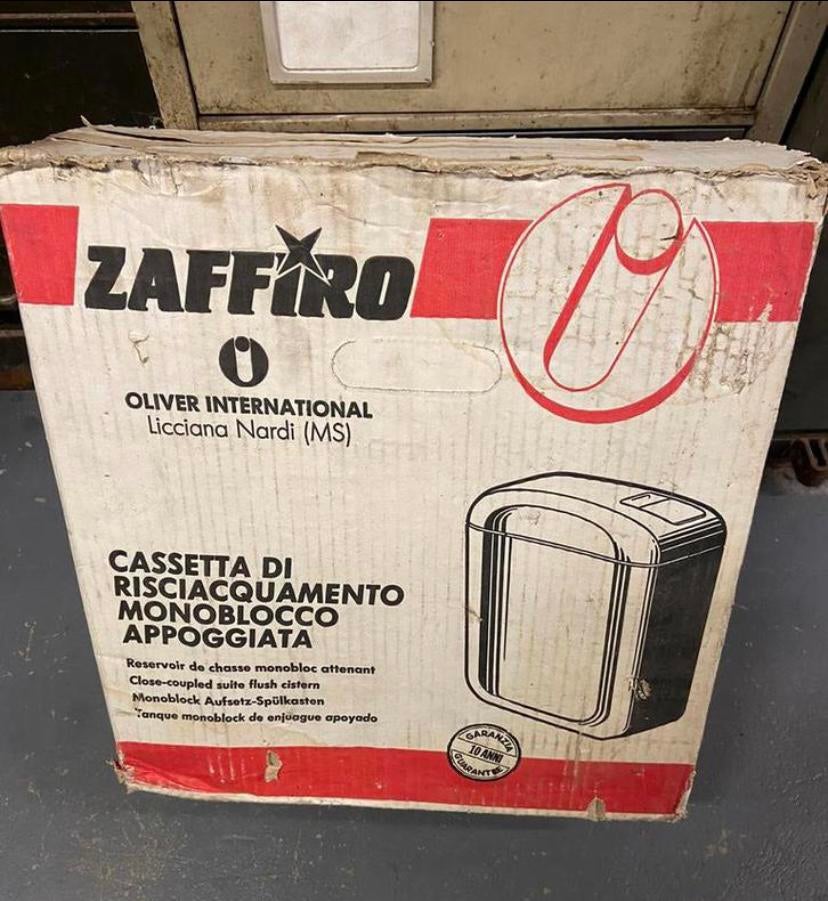 ZAFFIRO
OLIVER INTERNATIONAL
Licciana Nardi (MS)
CASSETTA DI
RISCIACQUAMENTO
MONOBLOCCO
APPOGGIATA
Reservoir de chasse monobloc attenant
Close-coupled suite flush cistern
Monoblock Aufsetz-Spülkasten
Tanque monoblock de enjuague apoyado
GARANZIA
10 ANNI
GUARANTEE